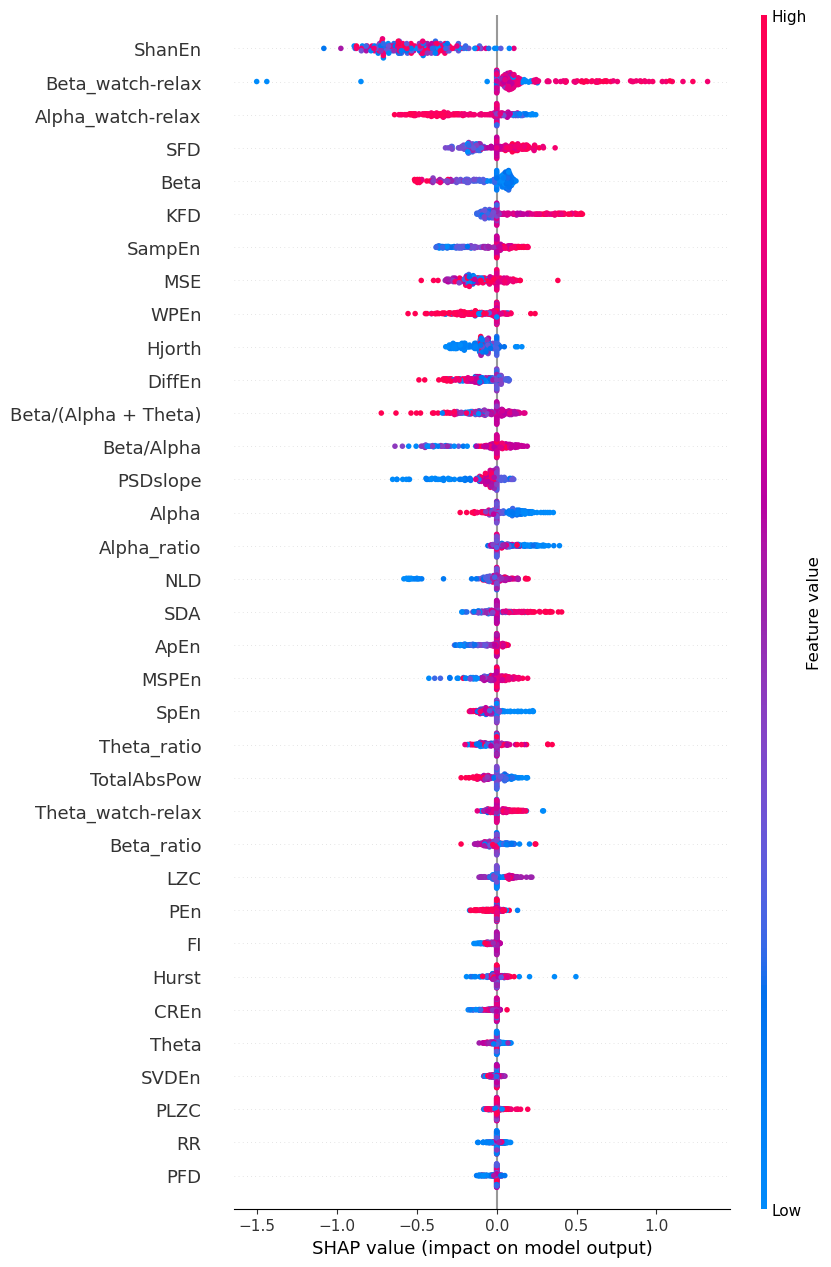 High
ShanEn
Beta_watch-relax
Alpha_watch-relax
SFD
Beta
KFD
SampEn
MSE
WPEn
Hjorth
DiffEn
Beta/(Alpha + Theta)
Beta/Alpha
PSDslope
Alpha
Alpha_ratio
NLD
SDA
ApEn
MSPEn
SpEn
Theta_ratio
TotalAbsPow
Theta_watch-relax
Beta_ratio
LZC
PEn
FI
Hurst
CREn
Theta
SVDEn
PLZC
RR
PFD
Feature value
Low
−1.5 −1.0 −0.5 0.0 0.5 1.0
SHAP value (impact on model output)